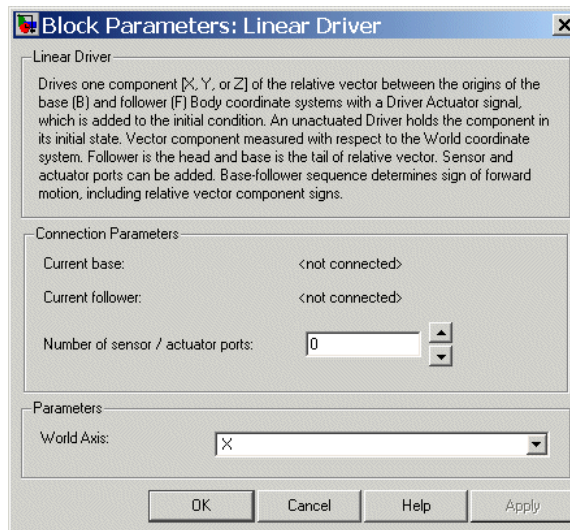 Block Parameters: Linear Driver
Linear Driver
Drives one component [X, Y, or Z] of the relative vector between the origins of the
base (B) and follower (F) Body coordinate systems with a Driver Actuator signal,
which is added to the initial condition. An unactuated Driver holds the component in
its initial state. Vector component measured with respect to the World coordinate
system. Follower is the head and base is the tail of relative vector. Sensor and
actuator ports can be added. Base-follower sequence determines sign of forward
motion, including relative vector component signs.
Connection Parameters
Current base: <not connected>
Current follower: <not connected>
Number of sensor / actuator ports: 0
Parameters
World Axis: X
OK Cancel Help Apply